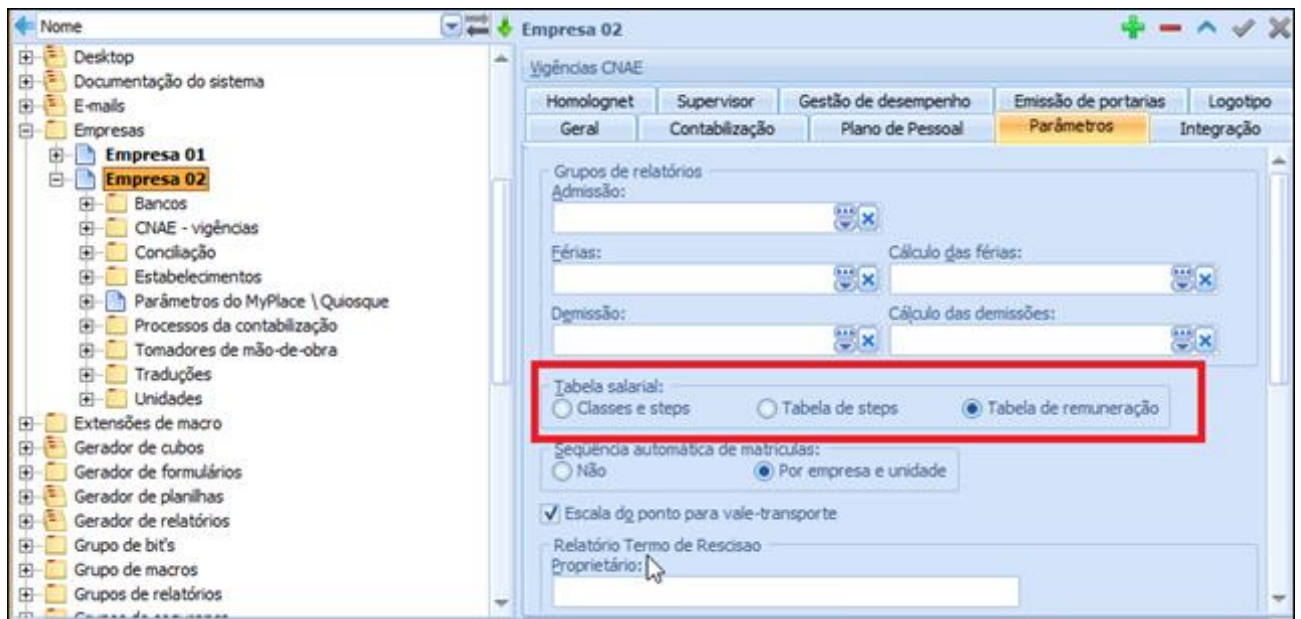 Nome
Desktop
Documentação do sistema
E-mails
Empresas
Empresa 01
Empresa 02
Bancos
CNAE - vigências
Conciliação
Estabelecimentos
Parâmetros do MyPlace \ Quiosque
Processos da contabilização
Tomadores de mão-de-obra
Traduções
Unidades
Extensões de macro
Gerador de cubos
Gerador de formulários
Gerador de planilhas
Gerador de relatórios
Grupo de bit's
Grupo de macros
Grupos de relatórios
Grupos de segurança
Empresa 02
Vigências CNAE
Homolognet Supervisor Gestão de desempenho Emissão de portarias Logotipo
Geral Contabilização Plano de Pessoal Parâmetros Integração
Grupos de relatórios
Admissão:
Férias: Cálculo das férias:
Demissão: Cálculo das demissões:
Tabela salarial:
Classes e steps Tabela de steps Tabela de remuneração
Seqüência automática de matrículas:
Não Por empresa e unidade
Escala do ponto para vale-transporte
Relatório Termo de Rescisao
Proprietário: